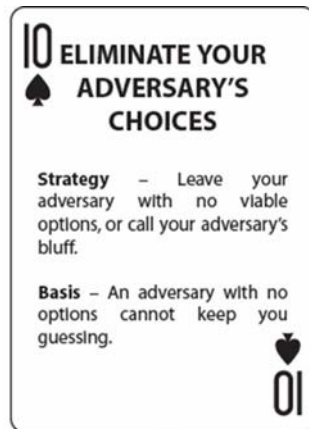 10 ELIMINATE YOUR
ADVERSARY'S
CHOICES
Strategy – Leave your
adversary with no viable
options, or call your adversary's
bluff.
Basis – An adversary with no
options cannot keep you
guessing.
10